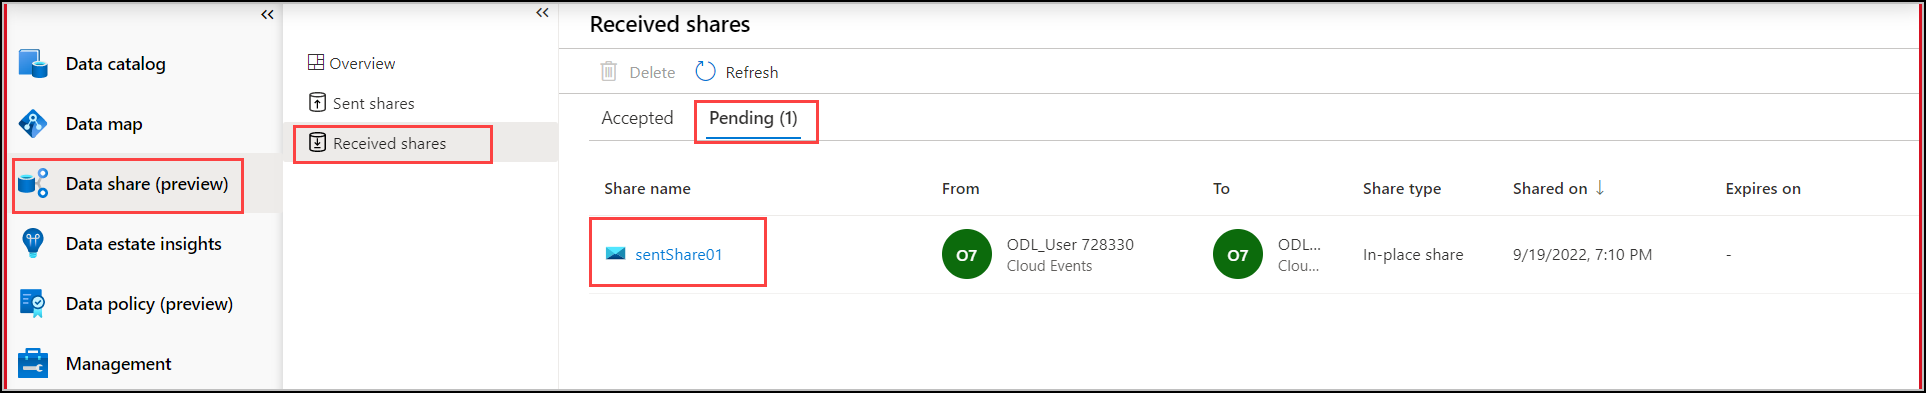 Data catalog
Data map
Data share (preview)
Data estate insights
Data policy (preview)
Management
Overview
Sent shares
Received shares
Received shares
Delete Refresh
Accepted Pending (1)
Share name From To Share type Shared on ↓ Expires on
sentShare01 O7 ODL_User 728330 O7 ODL... In-place share 9/19/2022, 7:10 PM -
Cloud Events Clou...